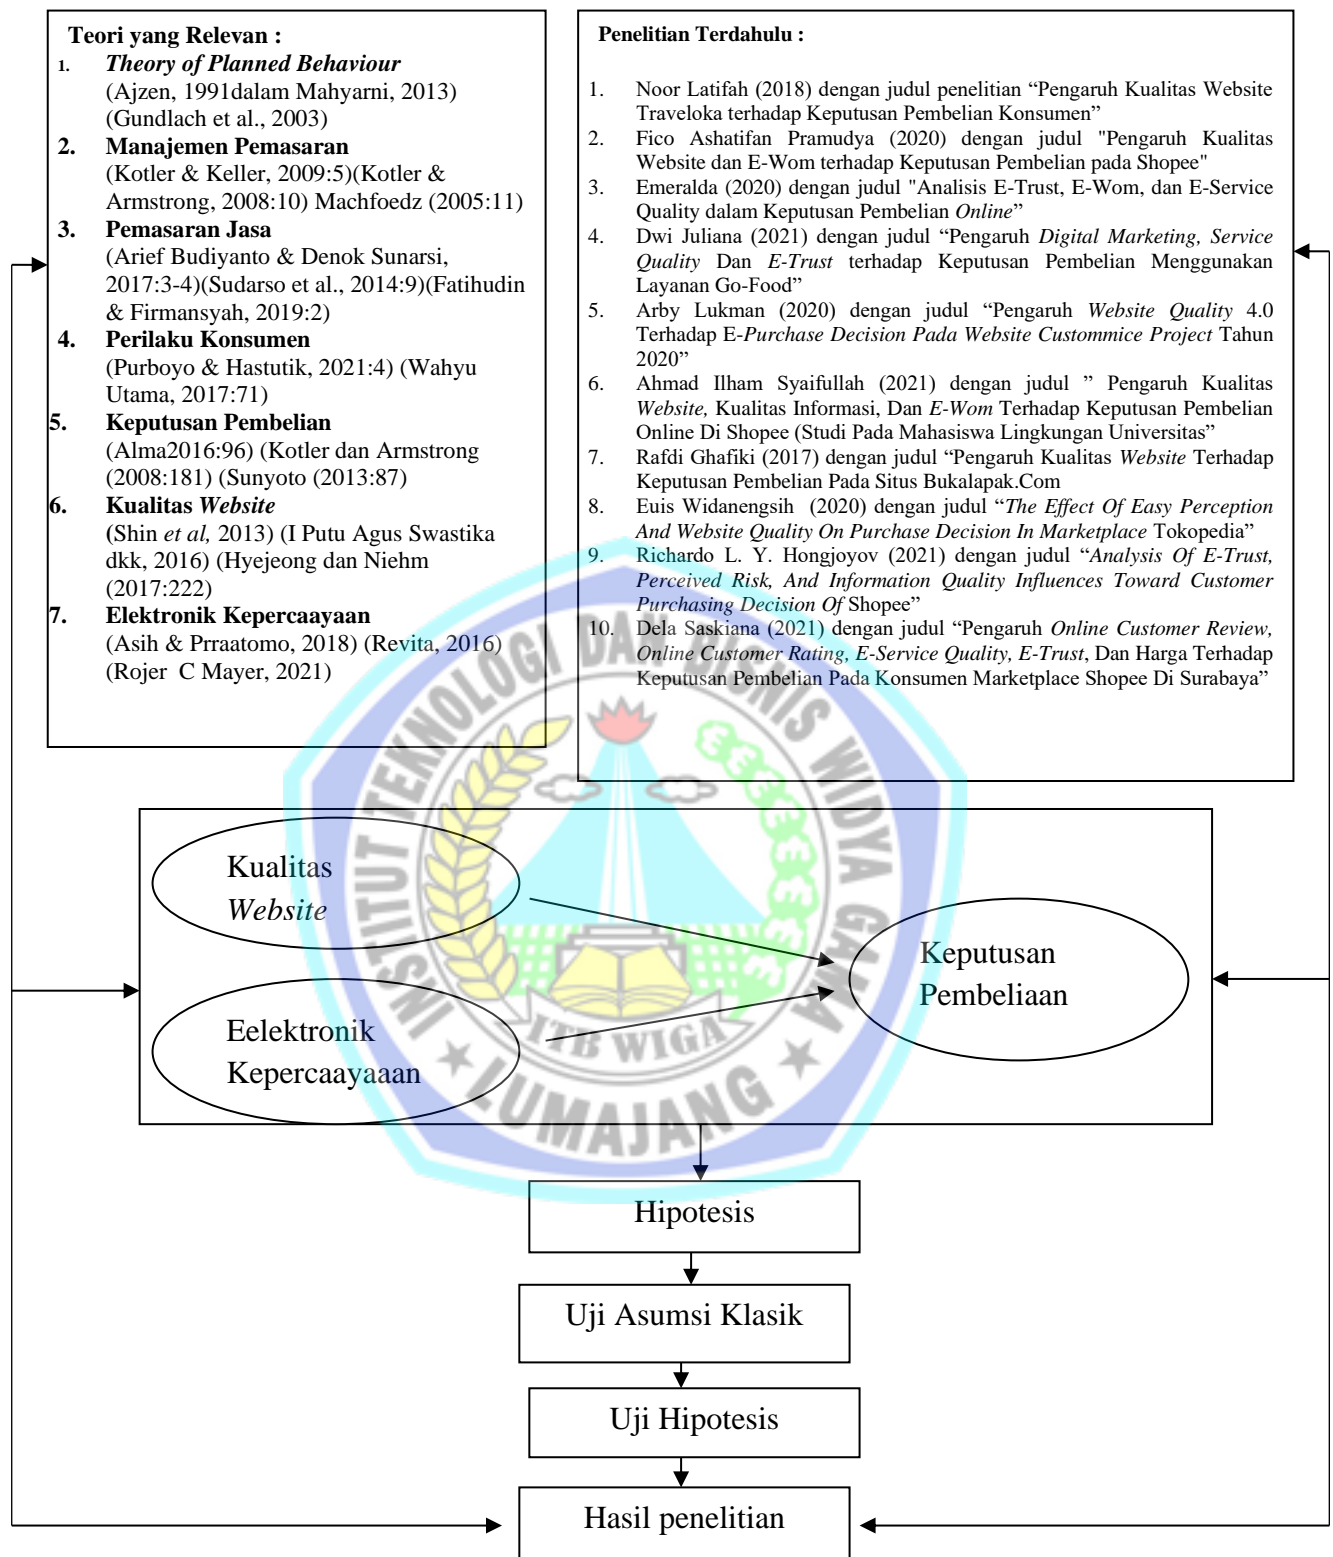 Teori yang Relevan :
1. Theory of Planned Behaviour
(Ajzen, 1991dalam Mahyarni, 2013)
(Gundlach et al., 2003)
2. Manajemen Pemasaran
(Kotler & Keller, 2009:5)(Kotler &
Armstrong, 2008:10) Machfoedz (2005:11)
3. Pemasaran Jasa
(Arief Budiyanto & Denok Sunarsi,
2017:3-4)(Sudarso et al., 2014:9)(Fatihudin
& Firmansyah, 2019:2)
4. Perilaku Konsumen
(Purboyo & Hastutik, 2021:4) (Wahyu
Utama, 2017:71)
5. Keputusan Pembelian
(Alma2016:96) (Kotler dan Armstrong
(2008:181) (Sunyoto (2013:87)
6. Kualitas Website
(Shin et al, 2013) (I Putu Agus Swastika
dkk, 2016) (Hyejeong dan Niehm
(2017:222)
7. Elektronik Kepercaayaan
(Asih & Prraatomo, 2018) (Revita, 2016)
(Rojer C Mayer, 2021)
Penelitian Terdahulu :
1. Noor Latifah (2018) dengan judul penelitian “Pengaruh Kualitas Website
Traveloka terhadap Keputusan Pembelian Konsumen”
2. Fico Ashatifan Pramudya (2020) dengan judul "Pengaruh Kualitas
Website dan E-Wom terhadap Keputusan Pembelian pada Shopee"
3. Emeralda (2020) dengan judul "Analisis E-Trust, E-Wom, dan E-Service
Quality dalam Keputusan Pembelian Online”
4. Dwi Juliana (2021) dengan judul “Pengaruh Digital Marketing, Service
Quality Dan E-Trust terhadap Keputusan Pembelian Menggunakan
Layanan Go-Food”
5. Arby Lukman (2020) dengan judul “Pengaruh Website Quality 4.0
Terhadap E-Purchase Decision Pada Website Custommice Project Tahun
2020”
6. Ahmad Ilham Syaifullah (2021) dengan judul ” Pengaruh Kualitas
Website, Kualitas Informasi, Dan E-Wom Terhadap Keputusan Pembelian
Online Di Shopee (Studi Pada Mahasiswa Lingkungan Universitas”
7. Rafdi Ghafiki (2017) dengan judul “Pengaruh Kualitas Website Terhadap
Keputusan Pembelian Pada Situs Bukalapak.Com
8. Euis Widanengsih (2020) dengan judul “The Effect Of Easy Perception
And Website Quality On Purchase Decision In Marketplace Tokopedia”
9. Richardo L. Y. Hongjoyov (2021) dengan judul “Analysis Of E-Trust,
Perceived Risk, And Information Quality Influences Toward Customer
Purchasing Decision Of Shopee”
10. Dela Saskiana (2021) dengan judul “Pengaruh Online Customer Review,
Online Customer Rating, E-Service Quality, E-Trust, Dan Harga Terhadap
Keputusan Pembelian Pada Konsumen Marketplace Shopee Di Surabaya”
INSTITUT TEKNOLOGI DAN BISNIS WIDYA GAMA
LUMAJANG
ITB WIGA
Kualitas
Website
Eelektronik
Kepercaayaaan
Keputusan
Pembeliaan
Hipotesis
Uji Asumsi Klasik
Uji Hipotesis
Hasil penelitian